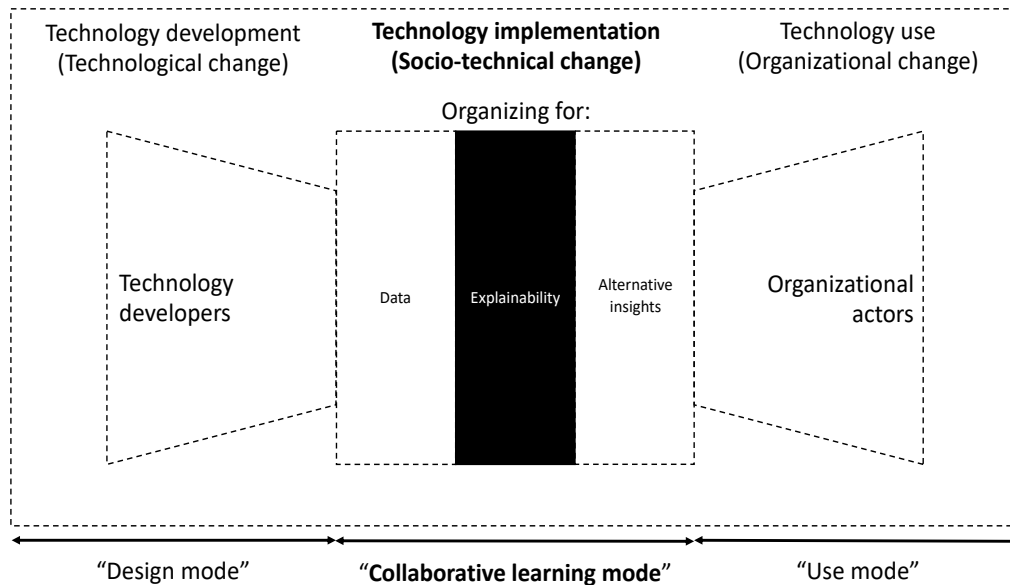 Technology development
(Technological change)
Technology implementation
(Socio-technical change)
Technology use
(Organizational change)
Organizing for:
Technology
developers
Data
Explainability
Alternative
insights
Organizational
actors
“Design mode”
“Collaborative learning mode”
“Use mode”